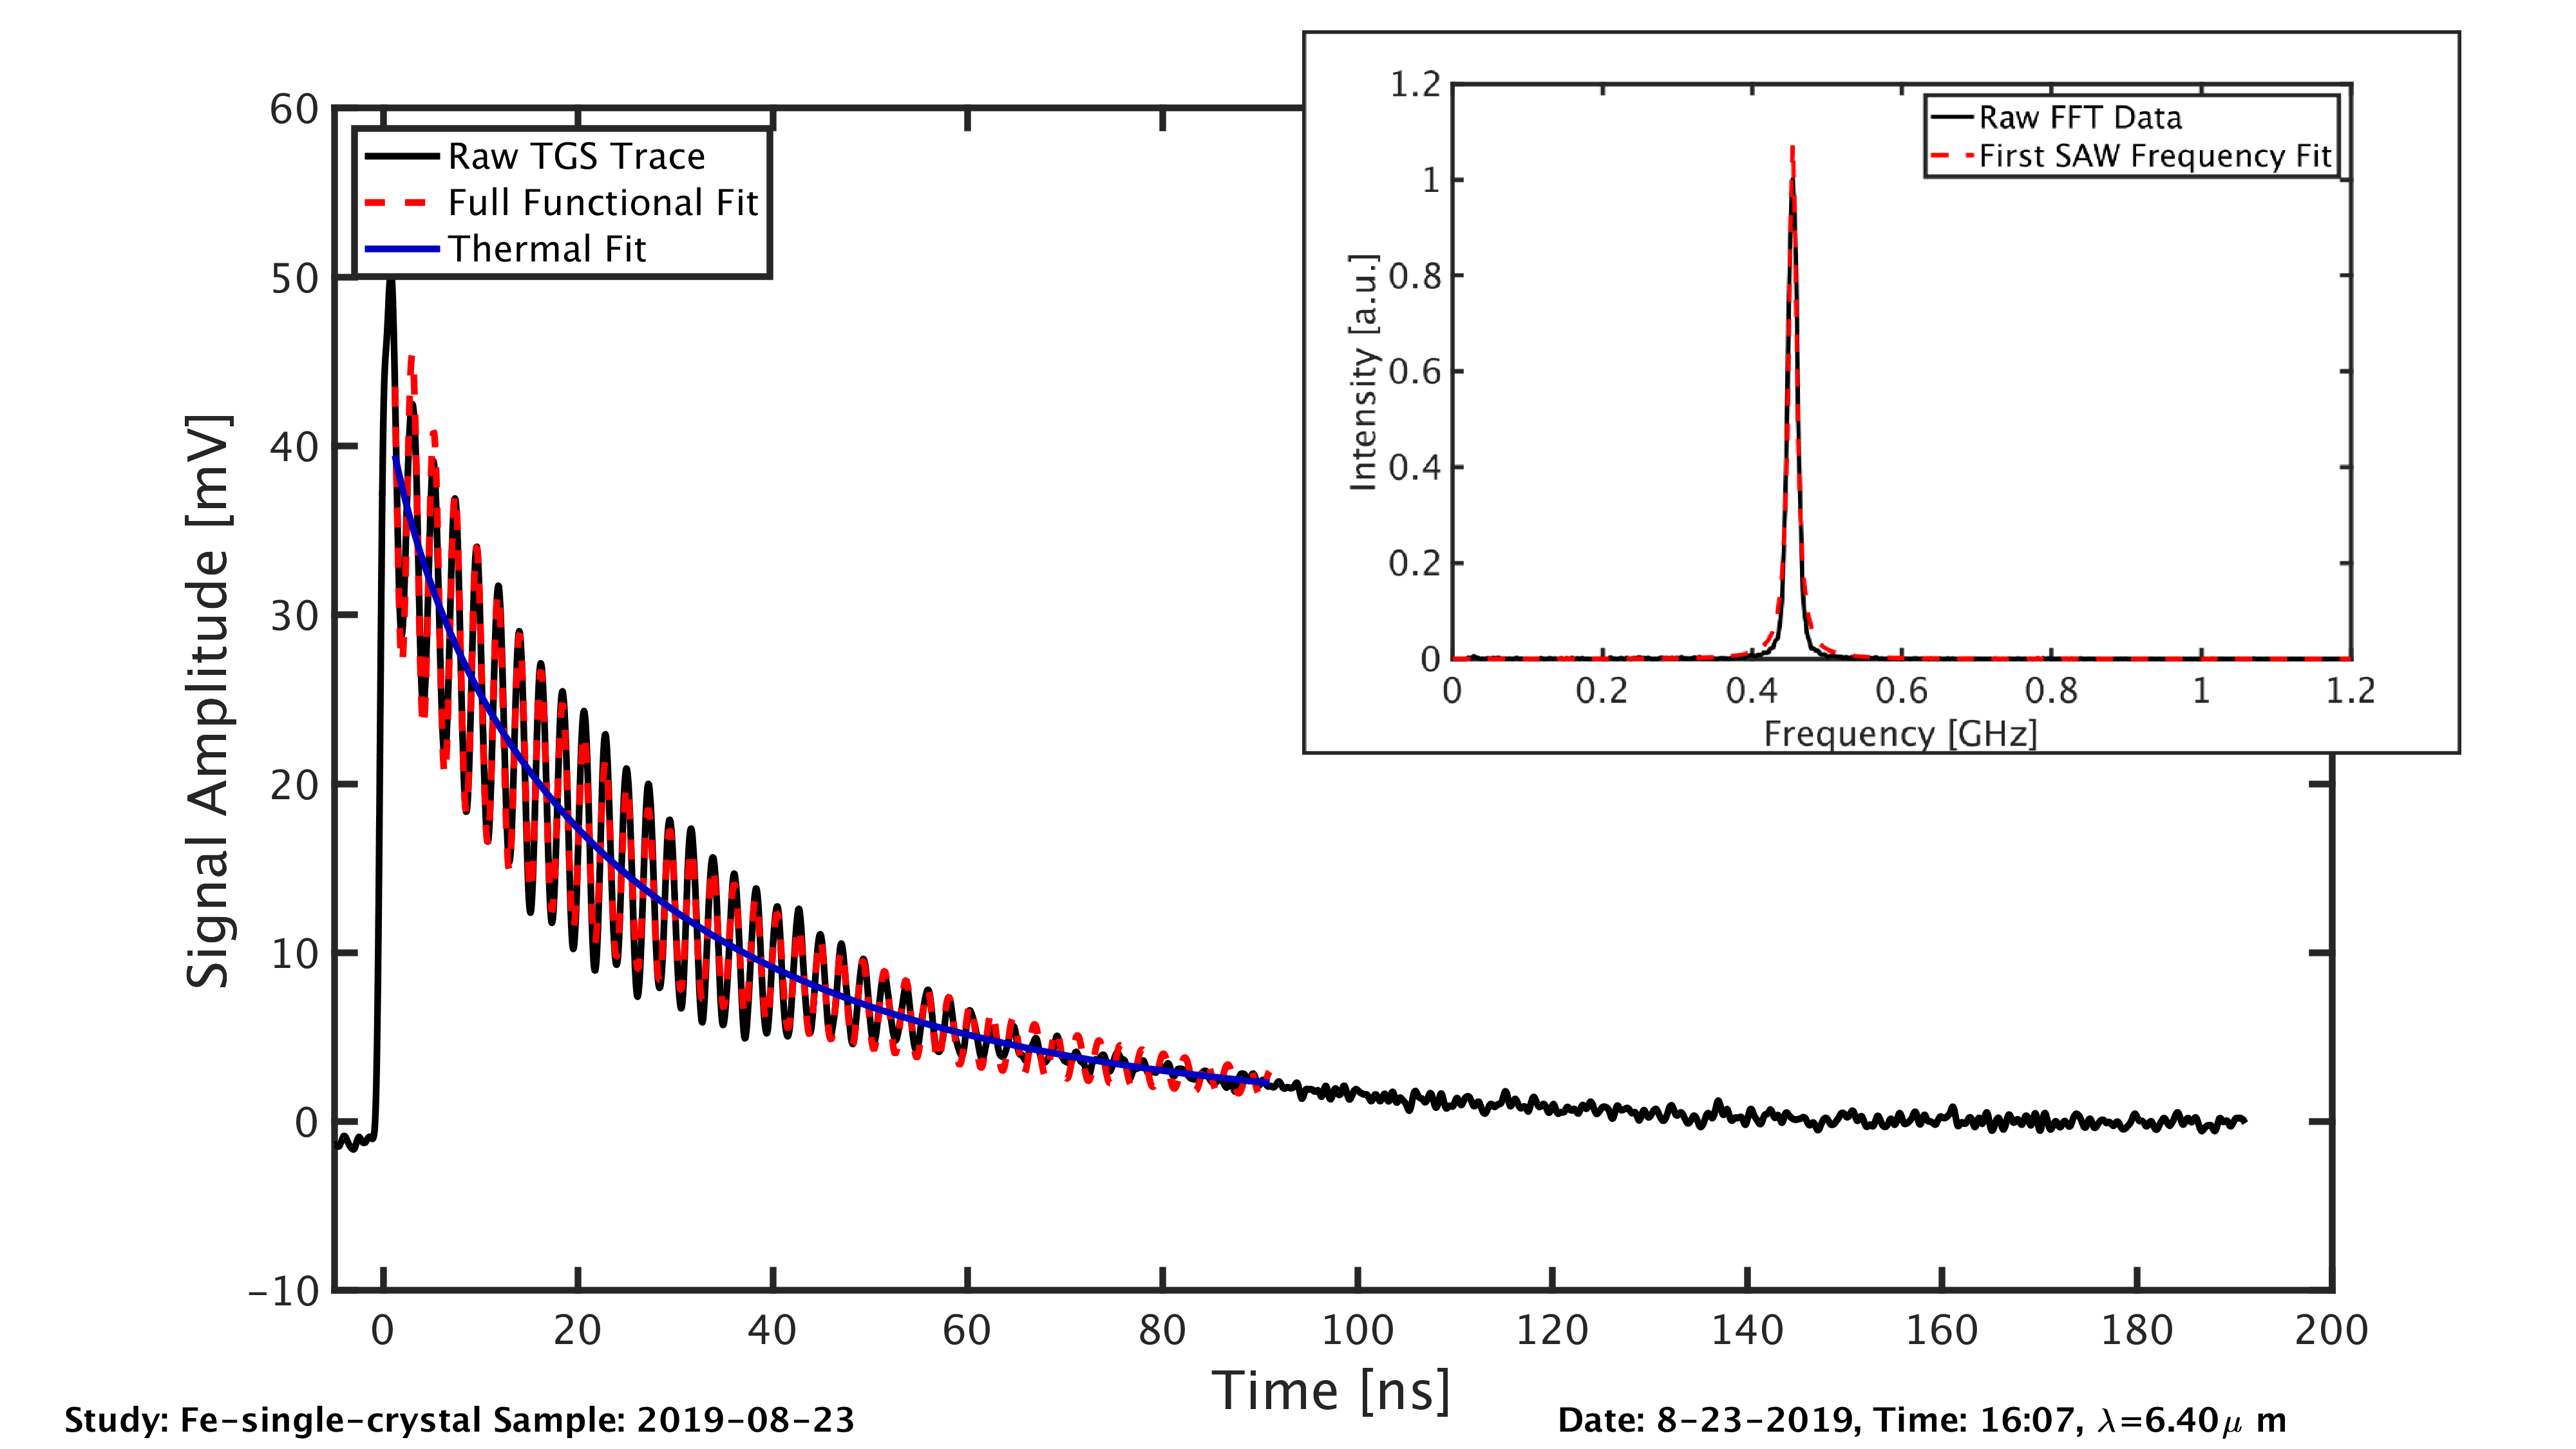 1.2
1
0.8
0.6
0.4
0.2
0
Intensity [a.u.]
Raw FFT Data
First SAW Frequency Fit
0 0.2 0.4 0.6 0.8 1 1.2
Frequency [GHz]
60
50
40
30
20
10
0
−10
Signal Amplitude [mV]
Raw TGS Trace
Full Functional Fit
Thermal Fit
0 20 40 60 80 100 120 140 160 180 200
Time [ns]
Study: Fe−single−crystal Sample: 2019−08−23
Date: 8−23−2019, Time: 16:07, λ=6.40μ m